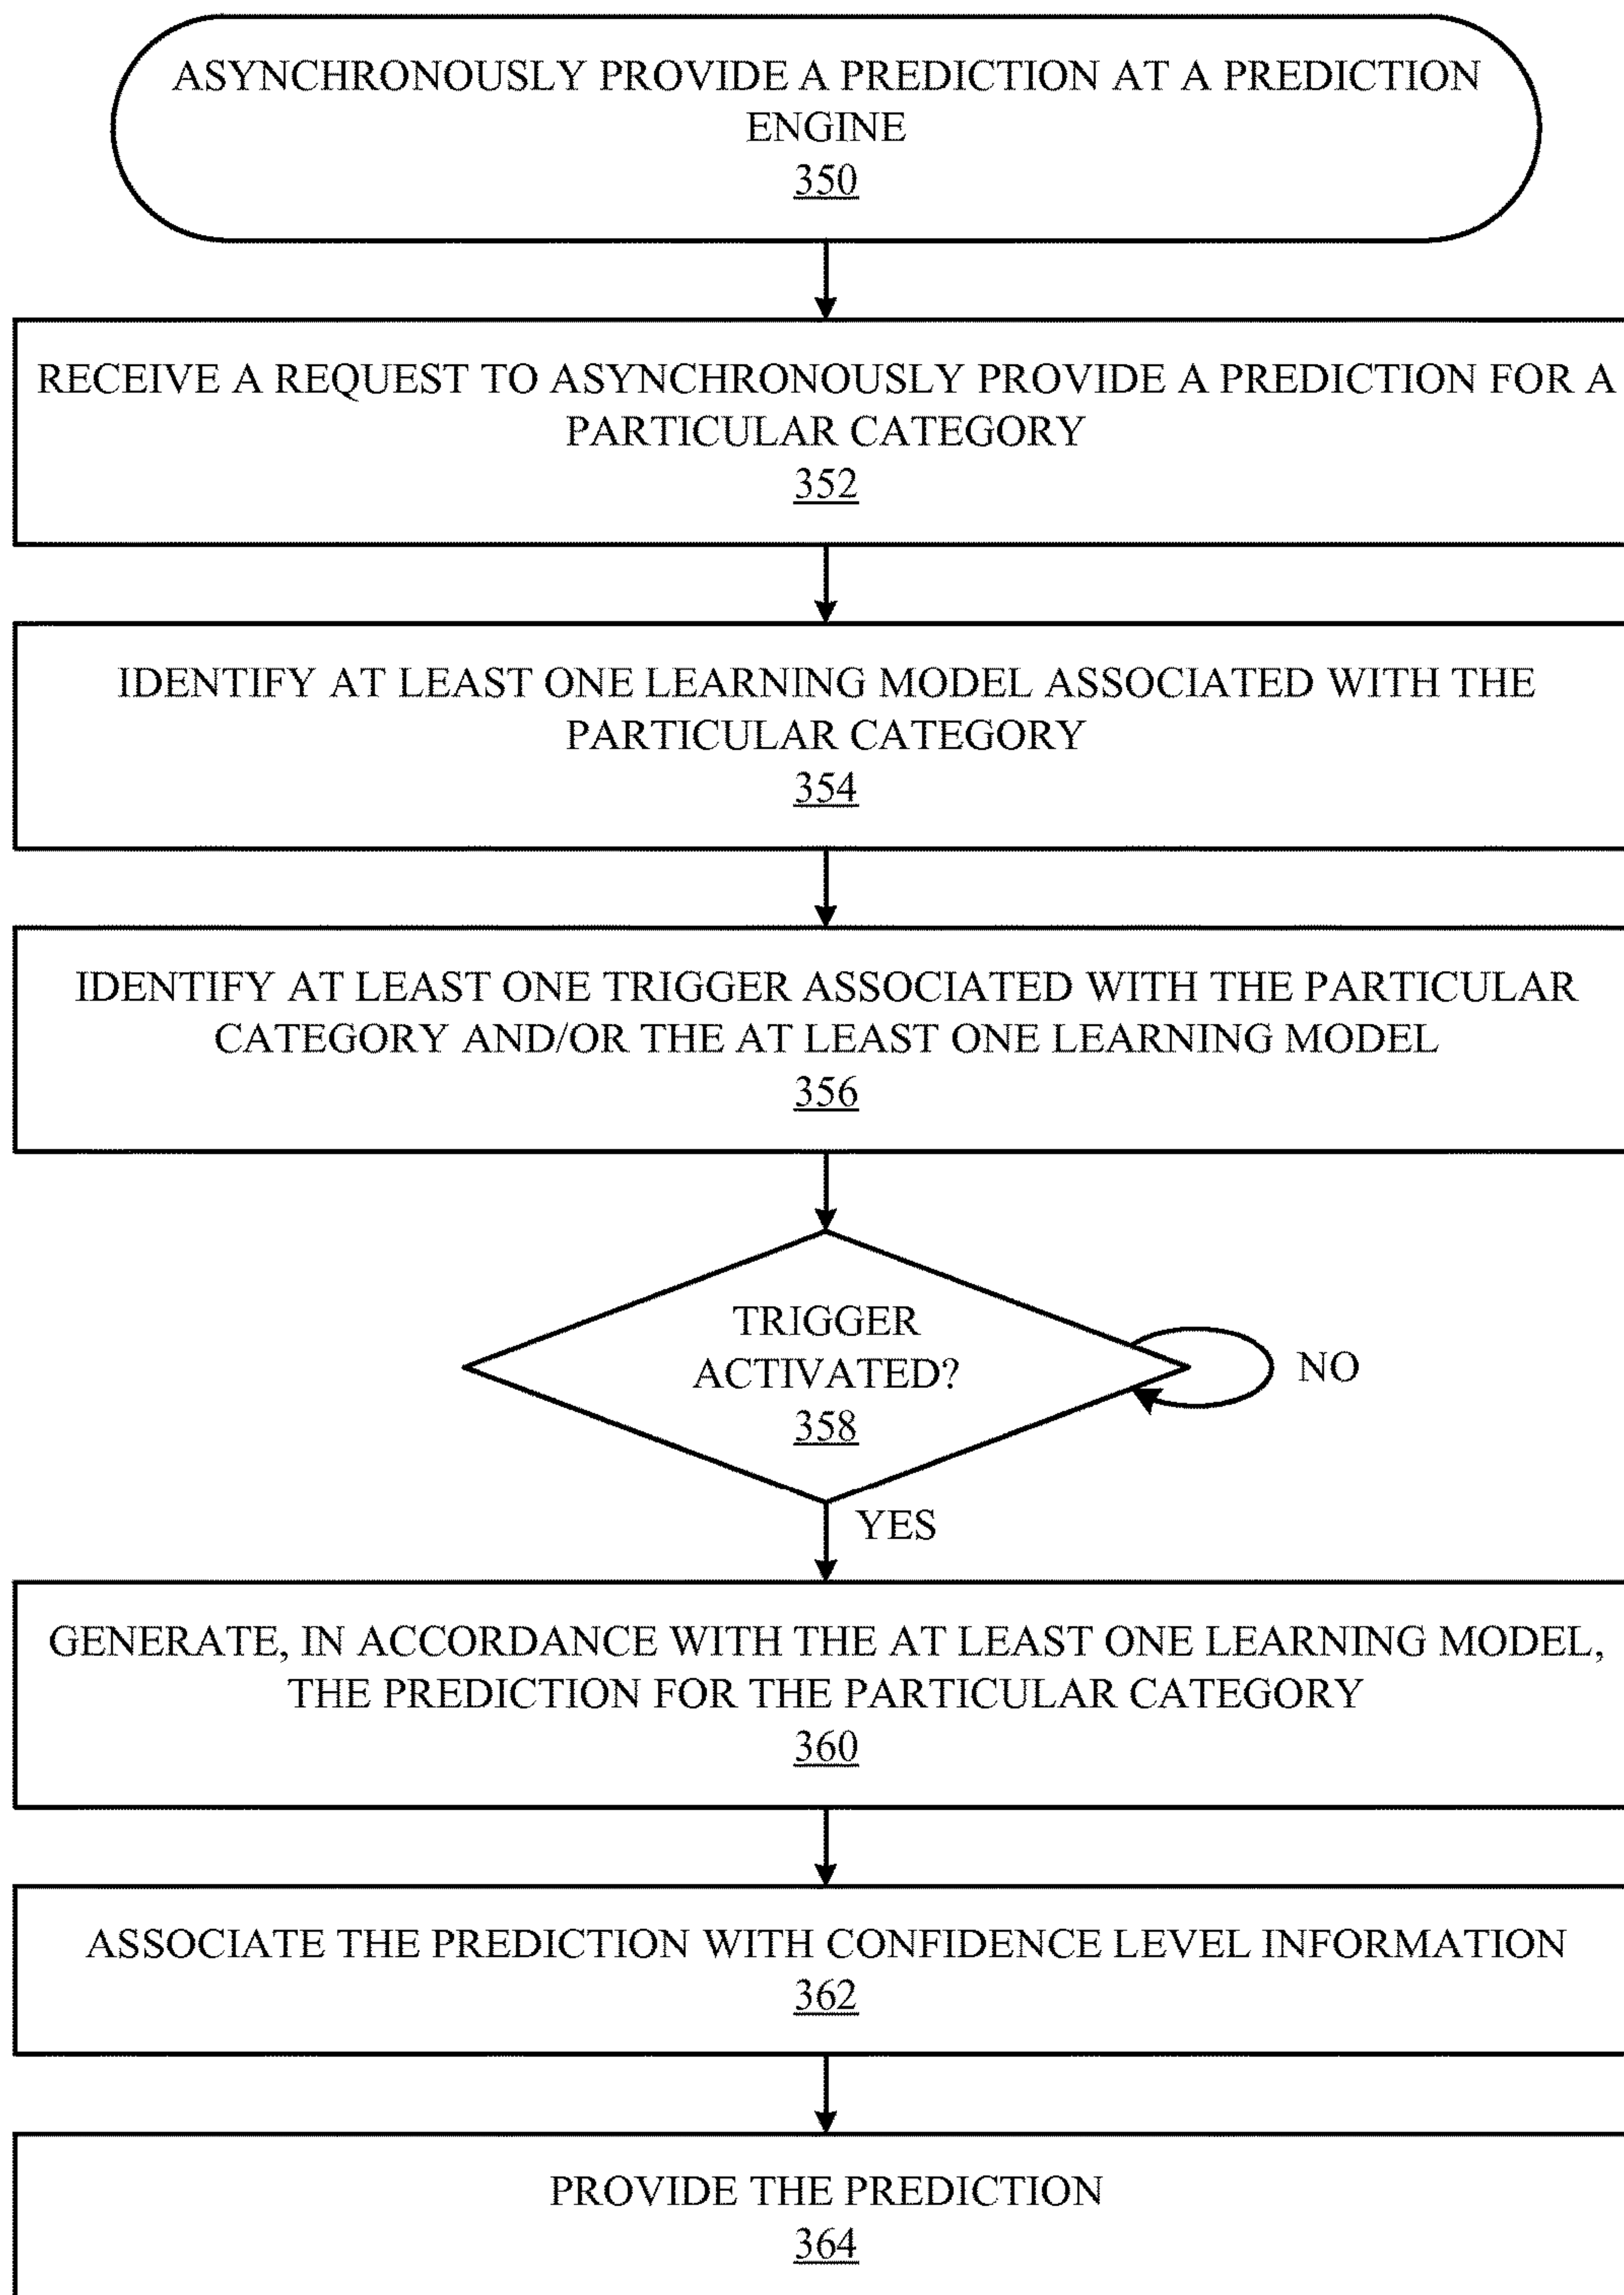 ASYNCHRONOUSLY PROVIDE A PREDICTION AT A PREDICTION
ENGINE
350
RECEIVE A REQUEST TO ASYNCHRONOUSLY PROVIDE A PREDICTION FOR A
PARTICULAR CATEGORY
352
IDENTIFY AT LEAST ONE LEARNING MODEL ASSOCIATED WITH THE
PARTICULAR CATEGORY
354
IDENTIFY AT LEAST ONE TRIGGER ASSOCIATED WITH THE PARTICULAR
CATEGORY AND/OR THE AT LEAST ONE LEARNING MODEL
356
TRIGGER
ACTIVATED?
358
NO
YES
GENERATE, IN ACCORDANCE WITH THE AT LEAST ONE LEARNING MODEL,
THE PREDICTION FOR THE PARTICULAR CATEGORY
360
ASSOCIATE THE PREDICTION WITH CONFIDENCE LEVEL INFORMATION
362
PROVIDE THE PREDICTION
364